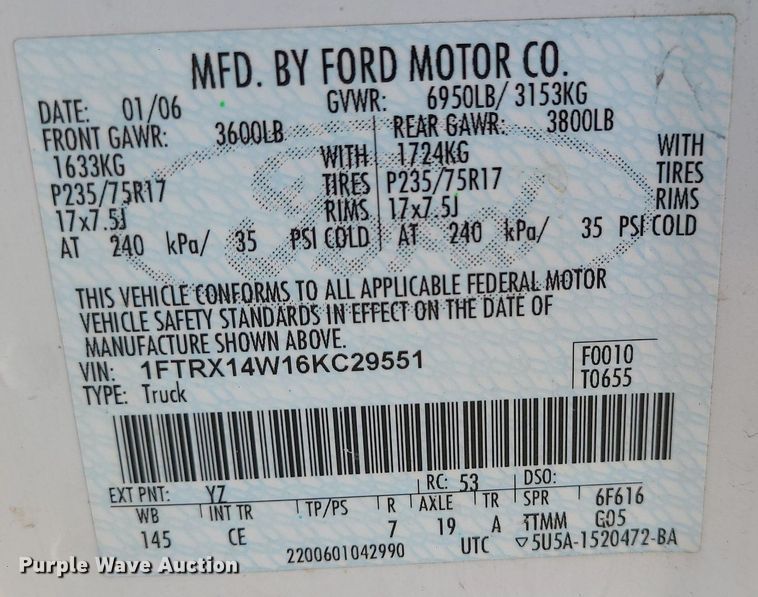 MFD. BY FORD MOTOR CO.
DATE: 01/06 GVWR: 6950LB/ 3153KG
FRONT GAWR: 3600LB REAR GAWR: 3800LB
1633KG WITH 1724KG WITH
P235/75R17 TIRES P235/75R17 TIRES
17x7.5J RIMS 17x7.5J RIMS
AT 240 kPa/ 35 PSI COLD AT 240 kPa/ 35 PSI COLD
Ford
THIS VEHICLE CONFORMS TO ALL APPLICABLE FEDERAL MOTOR
VEHICLE SAFETY STANDARDS IN EFFECT ON THE DATE OF
MANUFACTURE SHOWN ABOVE.
VIN: 1FTRX14W16KC29551 F0010
TYPE: Truck T0655
EXT PNT: YZ RC: 53 DSO:
WB INT TR TP/PS R AXLE TR SPR 6F616
145 CE 7 19 A TTMM G05
2200601042990 UTC ▽5U5A-1520472-BA
Purple Wave Auction